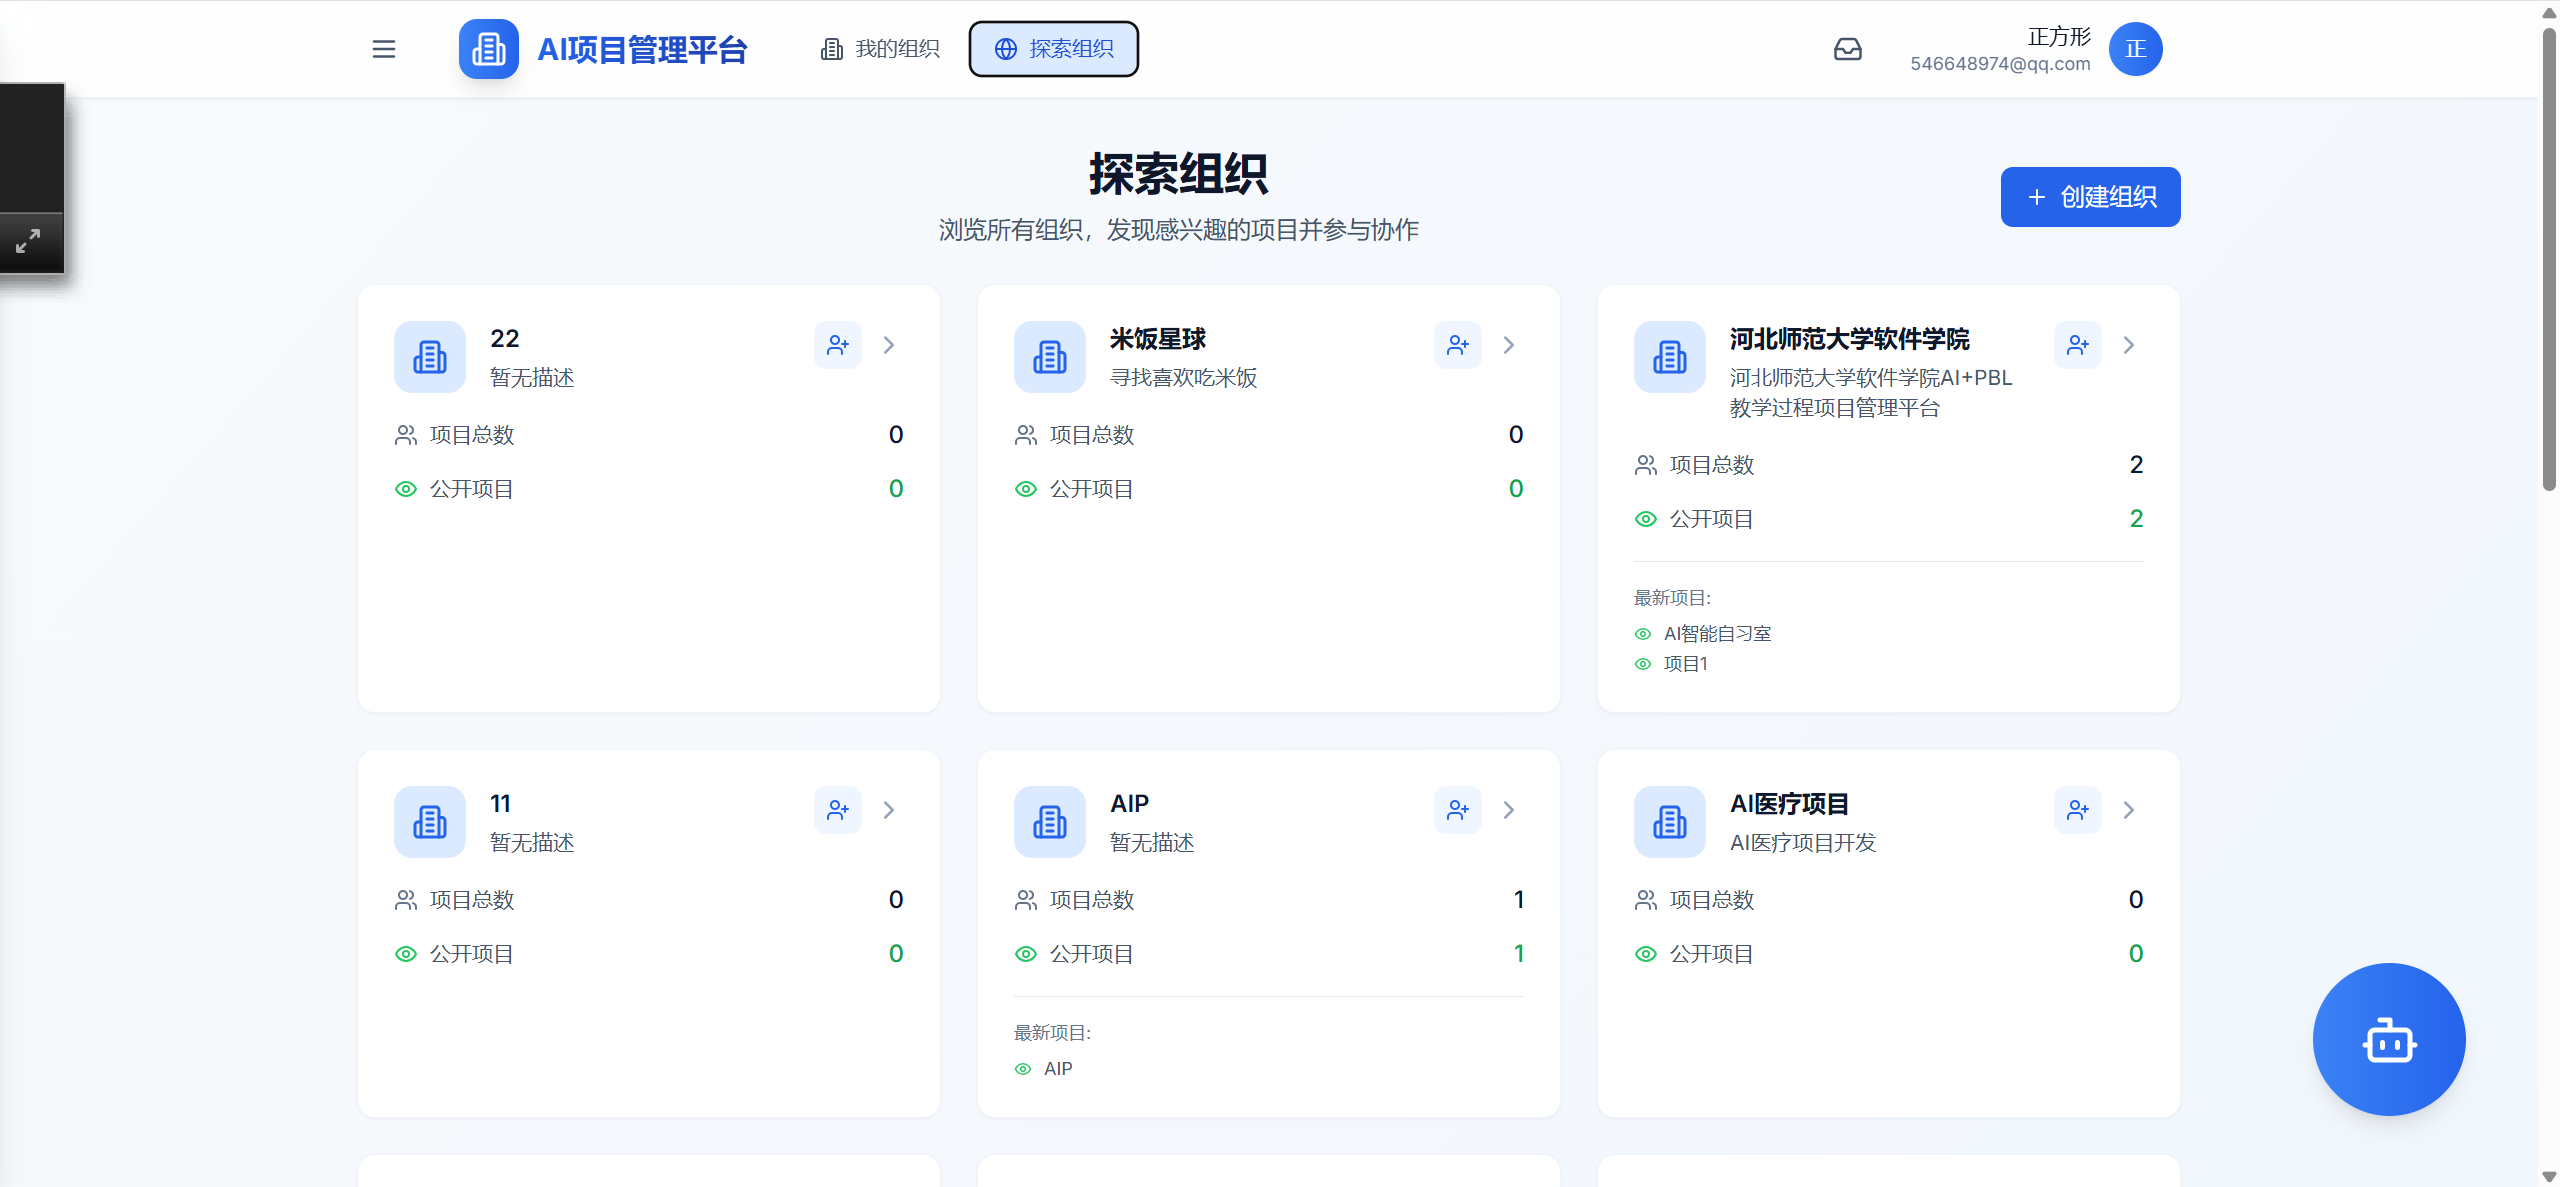 AI项目管理平台
我的组织
探索组织
正方形
546648974@qq.com
正
探索组织
浏览所有组织，发现感兴趣的项目并参与协作
创建组织
22
暂无描述
项目总数
0
公开项目
0
米饭星球
寻找喜欢吃米饭
项目总数
0
公开项目
0
河北师范大学软件学院
河北师范大学软件学院AI+PBL
教学过程项目管理平台
项目总数
2
公开项目
2
最新项目:
AI智能自习室
项目1
11
暂无描述
项目总数
0
公开项目
0
AIP
暂无描述
项目总数
1
公开项目
1
最新项目:
AIP
AI医疗项目
AI医疗项目开发
项目总数
0
公开项目
0